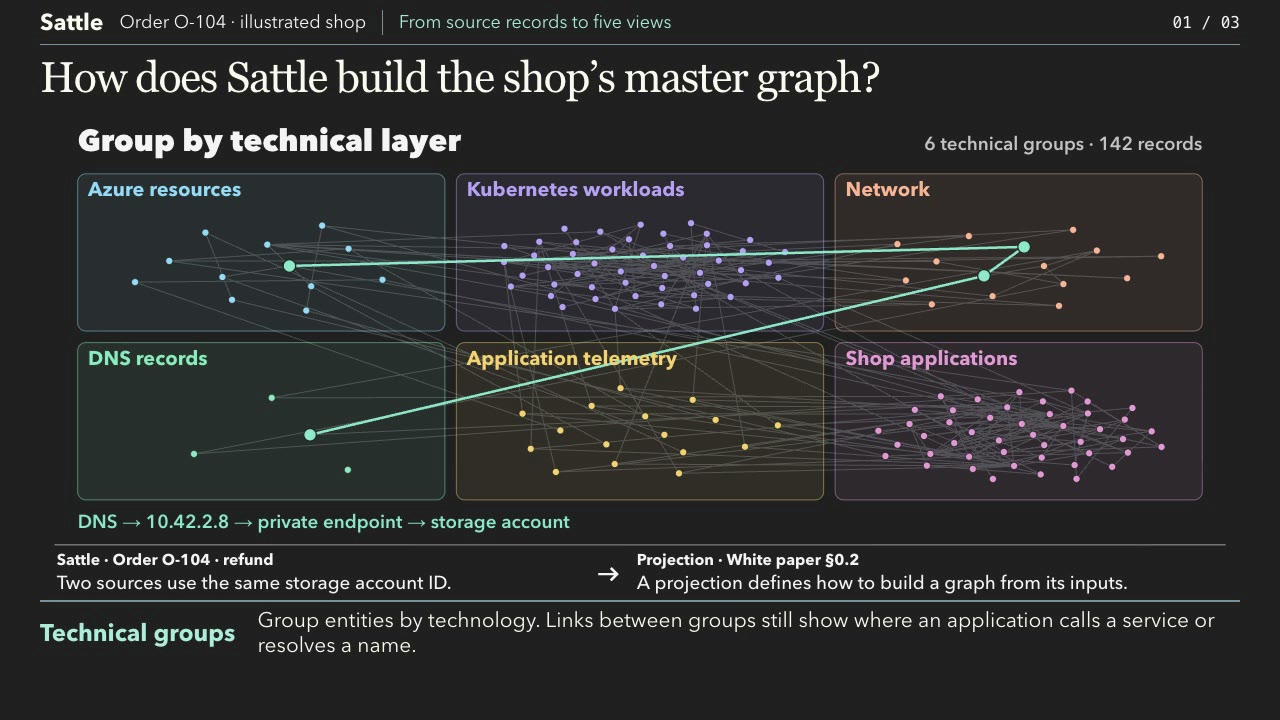 Sattle Order O-104 · illustrated shop From source records to five views 01 / 03
How does Sattle build the shop’s master graph?
Group by technical layer 6 technical groups · 142 records
Azure resources Kubernetes workloads Network
DNS records Application telemetry Shop applications
DNS → 10.42.2.8 → private endpoint → storage account
Sattle · Order O-104 · refund
Two sources use the same storage account ID.
→
Projection · White paper §0.2
A projection defines how to build a graph from its inputs.
Technical groups
Group entities by technology. Links between groups still show where an application calls a service or
resolves a name.